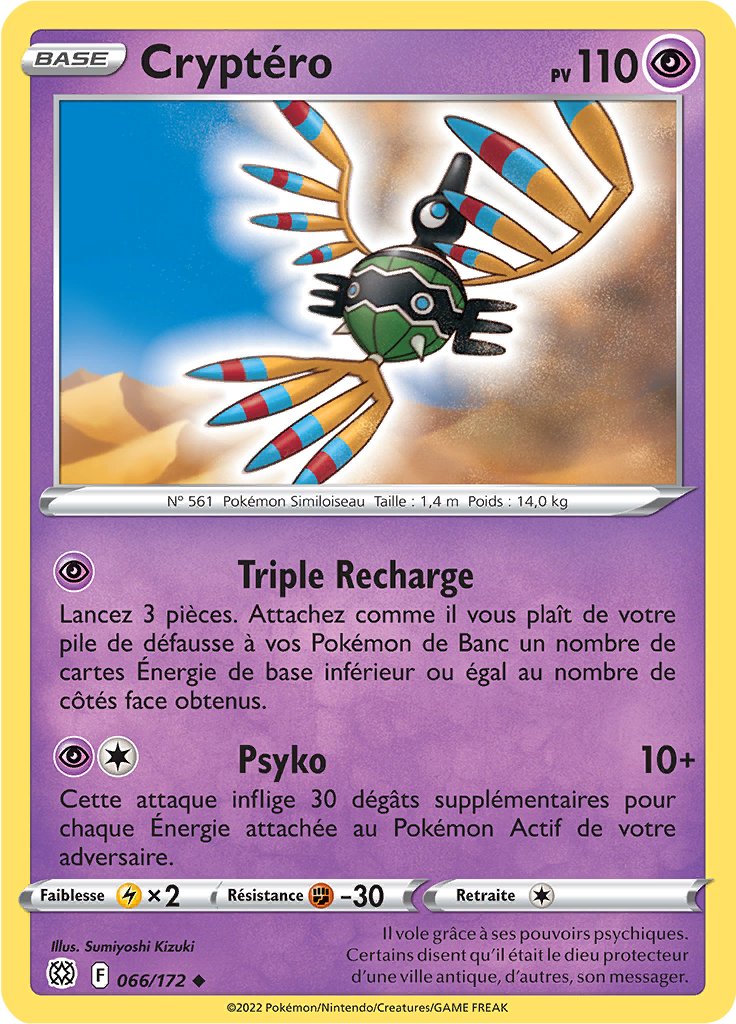 BASE Cryptéro PV 110
N° 561 Pokémon Similoiseau Taille : 1,4 m Poids : 14,0 kg
Triple Recharge
Lancez 3 pièces. Attachez comme il vous plaît de votre
pile de défausse à vos Pokémon de Banc un nombre de
cartes Énergie de base inférieur ou égal au nombre de
côtés face obtenus.
Psyko 10+
Cette attaque inflige 30 dégâts supplémentaires pour
chaque Énergie attachée au Pokémon Actif de votre
adversaire.
Faiblesse ×2 Résistance -30 Retraite
Illus. Sumiyoshi Kizuki
F 066/172
Il vole grâce à ses pouvoirs psychiques.
Certains disent qu'il était le dieu protecteur
d'une ville antique, d'autres, son messager.
©2022 Pokémon/Nintendo/Creatures/GAME FREAK